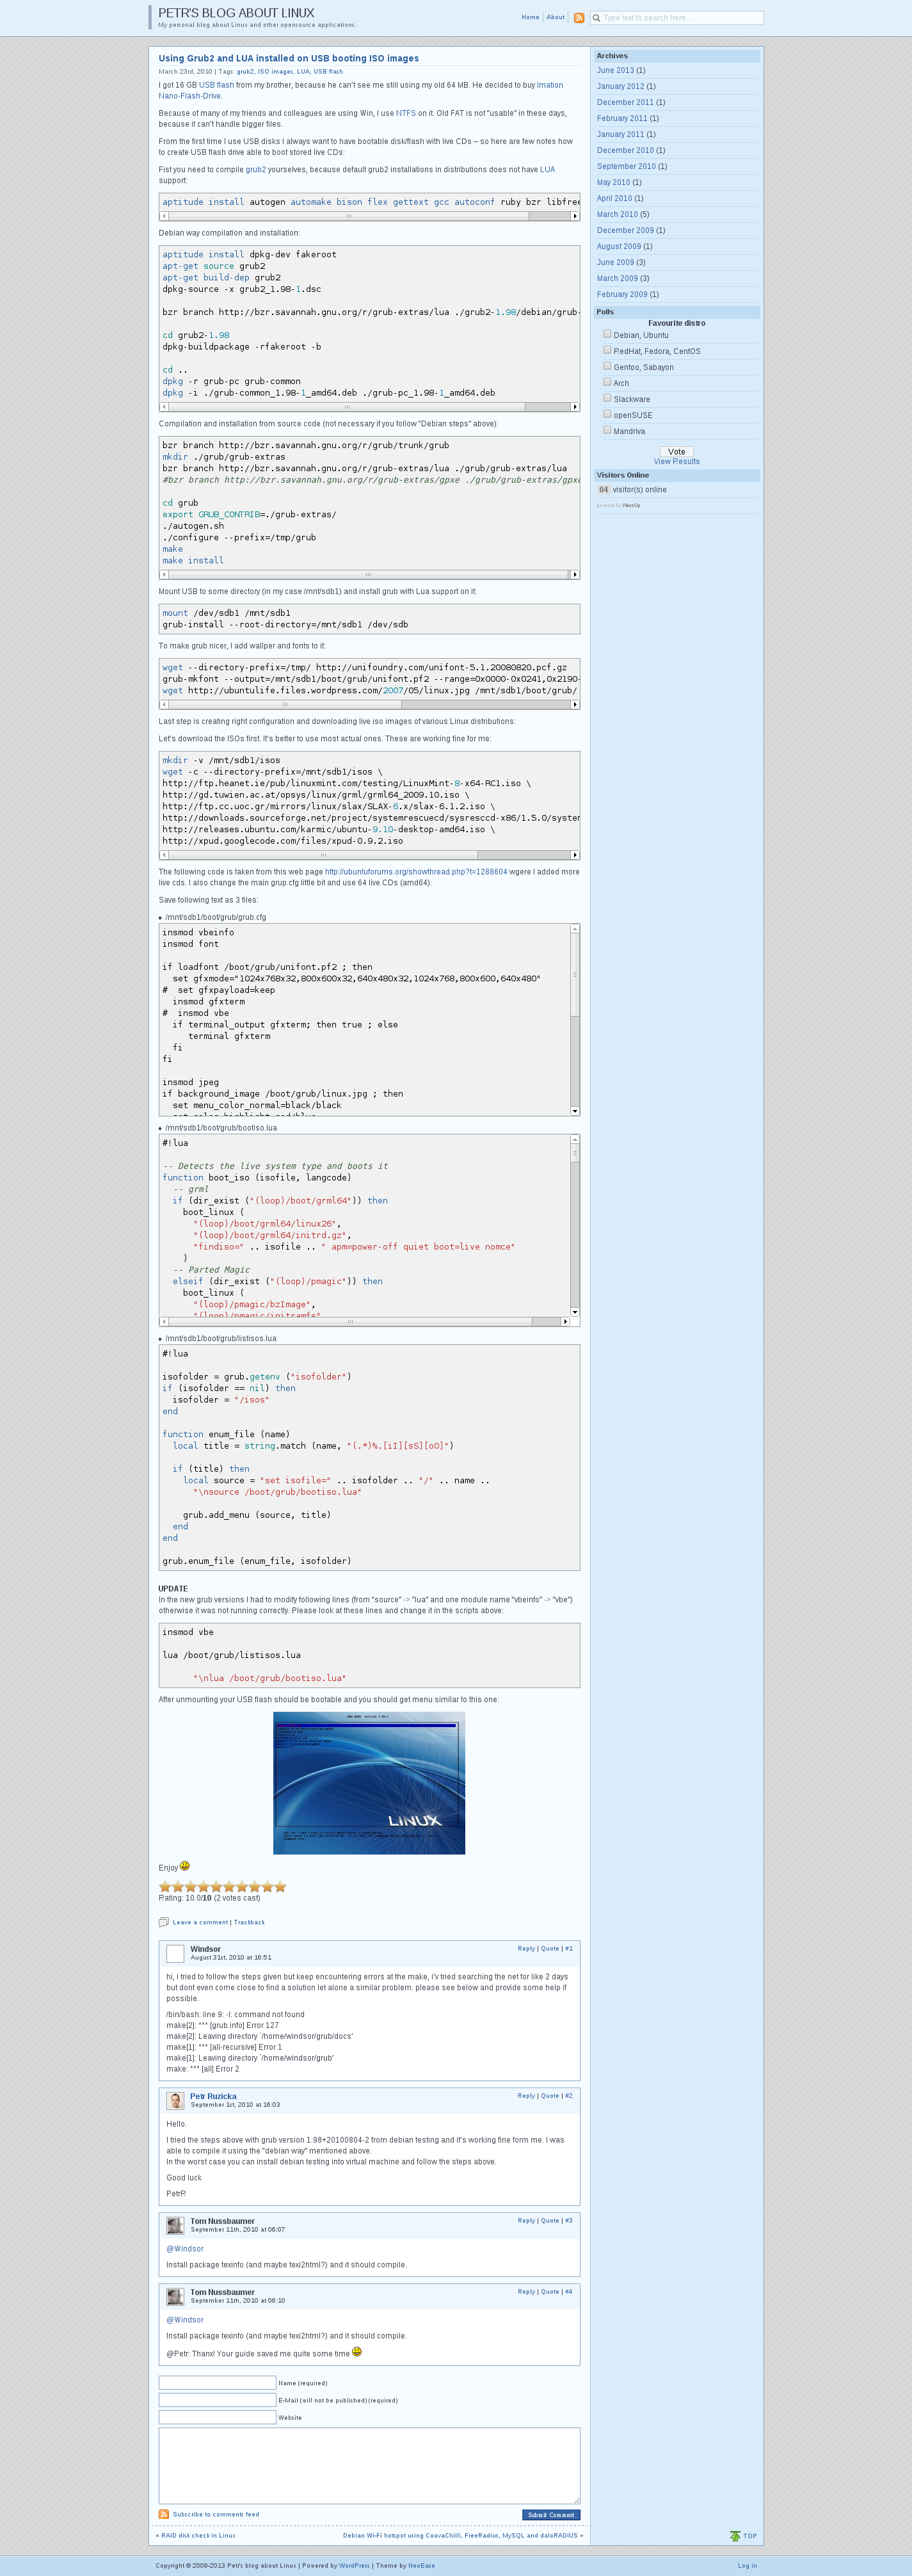 PETR'S BLOG ABOUT LINUX
My personal blog about Linux and other opensource applications.
Home
About
Type text to search here...
Using Grub2 and LUA installed on USB booting ISO images
March 23rd, 2010 | Tags: grub2, ISO images, LUA, USB flash
I got 16 GB USB flash from my brother, because he can't see me still using my old 64 MB. He decided to buy Imation
Nano-Flash-Drive.
Because of many of my friends and colleagues are using Win, I use NTFS on it. Old FAT is not "usable" in these days,
because it can't handle bigger files.
From the first time I use USB disks I always want to have bootable disk/flash with live CDs – so here are few notes how
to create USB flash drive able to boot stored live CDs:
Fist you need to compile grub2 yourselves, because default grub2 installations in distributions does not have LUA
support:
aptitude install autogen automake bison flex gettext gcc autoconf ruby bzr libfree
Debian way compilation and installation:
aptitude install dpkg-dev fakeroot
apt-get source grub2
apt-get build-dep grub2
dpkg-source -x grub2_1.98-1.dsc
bzr branch http://bzr.savannah.gnu.org/r/grub-extras/lua ./grub2-1.98/debian/grub-
cd grub2-1.98
dpkg-buildpackage -rfakeroot -b
cd ..
dpkg -r grub-pc grub-common
dpkg -i ./grub-common_1.98-1_amd64.deb ./grub-pc_1.98-1_amd64.deb
Compilation and installation from source code (not necessary if you follow "Debian steps" above):
bzr branch http://bzr.savannah.gnu.org/r/grub/trunk/grub
mkdir ./grub/grub-extras
bzr branch http://bzr.savannah.gnu.org/r/grub-extras/lua ./grub/grub-extras/lua
#bzr branch http://bzr.savannah.gnu.org/r/grub-extras/gpxe ./grub/grub-extras/gpxe
cd grub
export GRUB_CONTRIB=./grub-extras/
./autogen.sh
./configure --prefix=/tmp/grub
make
make install
Mount USB to some directory (in my case /mnt/sdb1) and install grub with Lua support on it:
mount /dev/sdb1 /mnt/sdb1
grub-install --root-directory=/mnt/sdb1 /dev/sdb
To make grub nicer, I add wallper and fonts to it:
wget --directory-prefix=/tmp/ http://unifoundry.com/unifont-5.1.20080820.pcf.gz
grub-mkfont --output=/mnt/sdb1/boot/grub/unifont.pf2 --range=0x0000-0x0241,0x2190-
wget http://ubuntulife.files.wordpress.com/2007/05/linux.jpg /mnt/sdb1/boot/grub/
Last step is creating right configuration and downloading live iso images of various Linux distributions:
Let's download the ISOs first. It's better to use most actual ones. These are working fine for me:
mkdir -v /mnt/sdb1/isos
wget -c --directory-prefix=/mnt/sdb1/isos \
http://ftp.heanet.ie/pub/linuxmint.com/testing/LinuxMint-8-x64-RC1.iso \
http://gd.tuwien.ac.at/opsys/linux/grml/grml64_2009.10.iso \
http://ftp.cc.uoc.gr/mirrors/linux/slax/SLAX-6.x/slax-6.1.2.iso \
http://downloads.sourceforge.net/project/systemrescuecd/sysresccd-x86/1.5.0/system
http://releases.ubuntu.com/karmic/ubuntu-9.10-desktop-amd64.iso \
http://xpud.googlecode.com/files/xpud-0.9.2.iso
The following code is taken from this web page http://ubuntuforums.org/showthread.php?t=1288604 wgere I added more
live cds. I also change the main grup.cfg little bit and use 64 live CDs (amd64).
Save following text as 3 files:
/mnt/sdb1/boot/grub/grub.cfg
insmod vbeinfo
insmod font
if loadfont /boot/grub/unifont.pf2 ; then
set gfxmode="1024x768x32,800x600x32,640x480x32,1024x768,800x600,640x480"
# set gfxpayload=keep
insmod gfxterm
# insmod vbe
if terminal_output gfxterm; then true ; else
terminal gfxterm
fi
fi
insmod jpeg
if background_image /boot/grub/linux.jpg ; then
set menu_color_normal=black/black
/mnt/sdb1/boot/grub/bootiso.lua
#!lua
-- Detects the live system type and boots it
function boot_iso (isofile, langcode)
-- grml
if (dir_exist ("(loop)/boot/grml64")) then
boot_linux (
"(loop)/boot/grml64/linux26",
"(loop)/boot/grml64/initrd.gz",
"findiso=" .. isofile .. " apm=power-off quiet boot=live nomce"
)
-- Parted Magic
elseif (dir_exist ("(loop)/pmagic")) then
boot_linux (
"(loop)/pmagic/bzImage",
"(loop)/pmagic/initramfs"
/mnt/sdb1/boot/grub/listisos.lua
#!lua
isofolder = grub.getenv ("isofolder")
if (isofolder == nil) then
isofolder = "/isos"
end
function enum_file (name)
local title = string.match (name, "(.*)%.[iI][sS][oO]")
if (title) then
local source = "set isofile=" .. isofolder .. "/" .. name ..
"\nsource /boot/grub/bootiso.lua"
grub.add_menu (source, title)
end
end
grub.enum_file (enum_file, isofolder)
UPDATE
In the new grub versions I had to modify following lines (from "source" -> "lua" and one module name "vbeinfo" -> "vbe")
otherwise it was not running correctly. Please look at these lines and change it in the scripts above:
insmod vbe
lua /boot/grub/listisos.lua
"\nlua /boot/grub/bootiso.lua"
After unmounting your USB flash should be bootable and you should get menu similar to this one:
LINUX
Enjoy
Rating: 10.0/10 (2 votes cast)
Leave a comment | Trackback
Windsor
August 31st, 2010 at 16:51
Reply | Quote | #1
hi, i tried to follow the steps given but keep encountering errors at the make, i'v tried searching the net for like 2 days
but dont even come close to find a solution let alone a similar problem. please see below and provide some help if
possible.
/bin/bash: line 9: -I: command not found
make[2]: *** [grub.info] Error 127
make[2]: Leaving directory `/home/windsor/grub/docs'
make[1]: *** [all-recursive] Error 1
make[1]: Leaving directory `/home/windsor/grub'
make: *** [all] Error 2
Petr Ruzicka
September 1st, 2010 at 16:03
Reply | Quote | #2
Hello.
I tried the steps above with grub version 1.98+20100804-2 from debian testing and it's working fine form me. I was
able to compile it using the "debian way" mentioned above.
In the worst case you can install debian testing into virtual machine and follow the steps above.
Good luck
PetrR
Tom Nussbaumer
September 11th, 2010 at 06:07
Reply | Quote | #3
@Windsor
Install package texinfo (and maybe texi2html?) and it should compile.
Tom Nussbaumer
September 11th, 2010 at 06:10
Reply | Quote | #4
@Windsor
Install package texinfo (and maybe texi2html?) and it should compile.
@Petr: Thanx! Your guide saved me quite some time
Name (required)
E-Mail (will not be published) (required)
Website
Subscribe to comments feed
Submit Comment
« RAID disk check in Linux
Debian Wi-Fi hotspot using CoovaChilli, FreeRadius, MySQL and daloRADIUS »
Archives
June 2013 (1)
January 2012 (1)
December 2011 (1)
February 2011 (1)
January 2011 (1)
December 2010 (1)
September 2010 (1)
May 2010 (1)
April 2010 (1)
March 2010 (5)
December 2009 (1)
August 2009 (1)
June 2009 (3)
March 2009 (3)
February 2009 (1)
Polls
Favourite distro
Debian, Ubuntu
RedHat, Fedora, CentOS
Gentoo, Sabayon
Arch
Slackware
openSUSE
Mandriva
Vote
View Results
Visitors Online
04 visitor(s) online
powered by WassUp
TOP
Copyright © 2009-2013 Petr's blog about Linux | Powered by WordPress | Theme by NeoEase
Log in